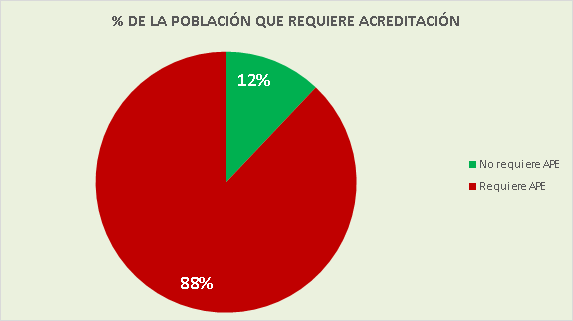 % DE LA POBLACIÓN QUE REQUIERE ACREDITACIÓN
12%
No requiere APE
Requiere APE
88%